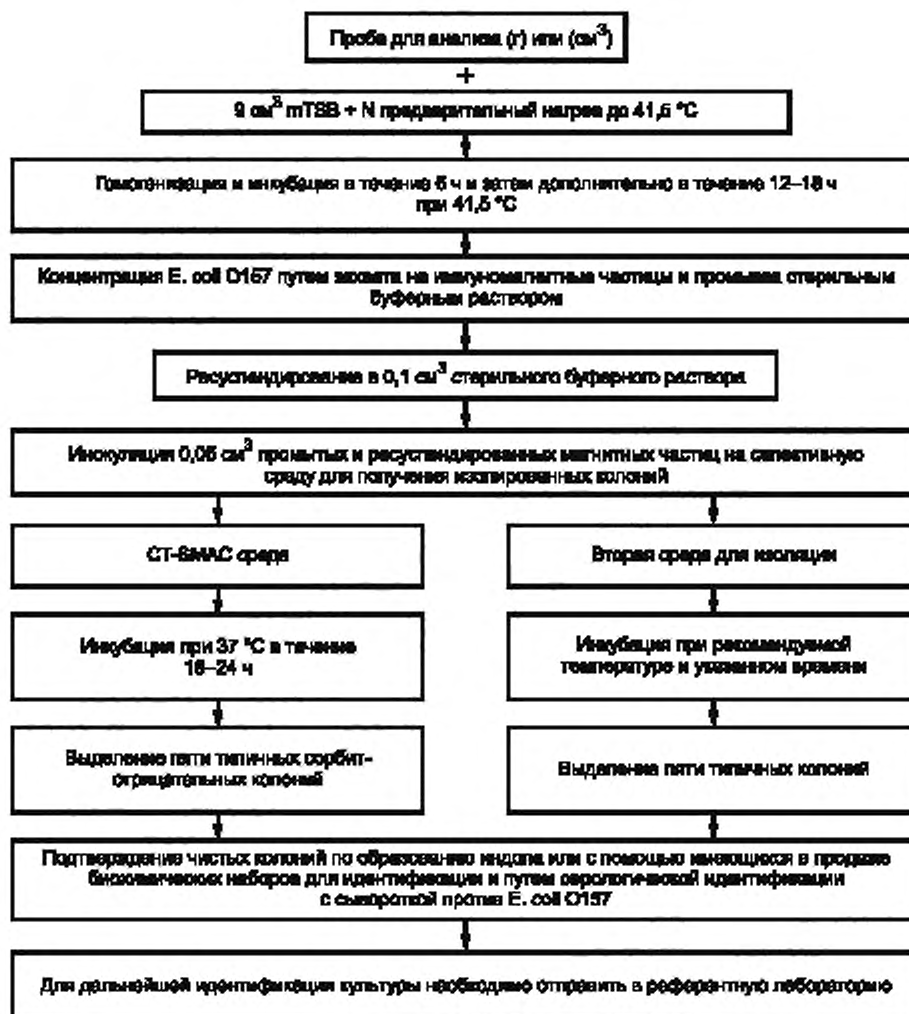 Проба для анализа (г) или (см³)
+
9 см³ mTSB + N предварительный нагрев до 41,5 °C
Гомогенизация и инкубация в течение 6 ч и затем дополнительно в течение 12–18 ч
при 41,5 °C
Концентрация E. coli O157 путем захвата на иммуномагнитные частицы и промывка стерильным
буферным раствором
Ресуспендирование в 0,1 см³ стерильного буферного раствора
Инокуляция 0,05 см³ промытых и ресуспендированных магнитных частиц на селективную
среду для получения изолированных колоний
CT-SMAC среда
Вторая среда для изоляции
Инкубация при 37 °C в течение
18–24 ч
Инкубация при рекомендуемой
температуре и указанном времени
Выделение пяти типичных сорбит-
отрицательных колоний
Выделение пяти типичных колоний
Подтверждение чистых колоний по образованию индола или с помощью имеющихся в продаже
биохимических наборов для идентификации и путем серологической идентификации
с сывороткой против E. coli O157
Для дальнейшей идентификации культуры необходимо отправить в референтную лабораторию